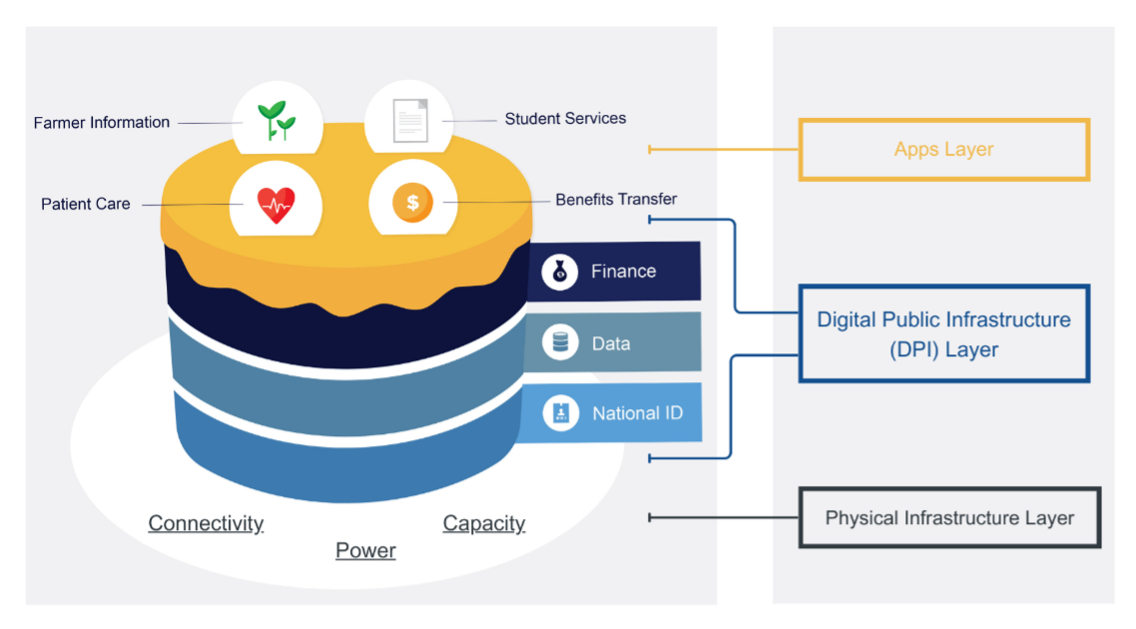 Farmer Information
Student Services
Patient Care
$
Benefits Transfer
Finance
Data
National ID
Connectivity
Capacity
Power
Apps Layer
Digital Public Infrastructure
(DPI) Layer
Physical Infrastructure Layer